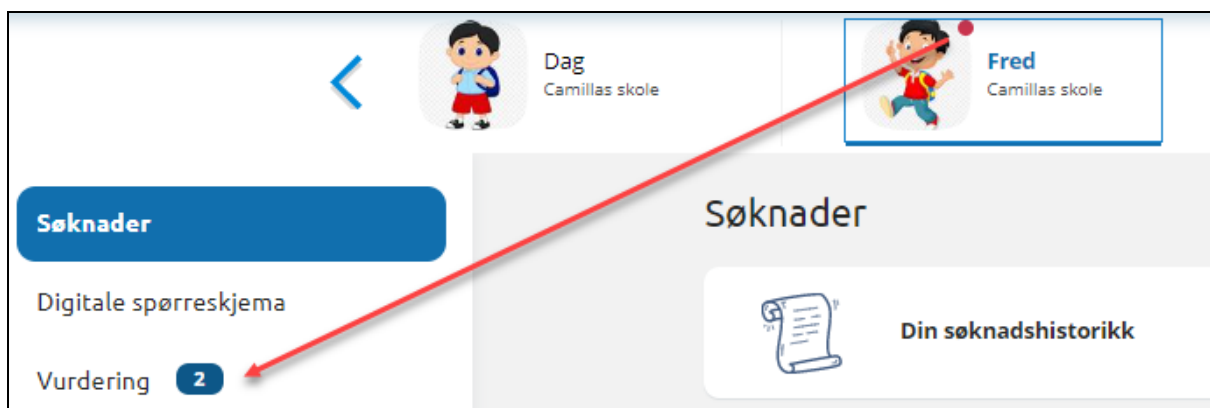 Dag
Camillas skole
Fred
Camillas skole
Søknader
Digitale spørreskjema
Vurdering 2
Søknader
Din søknadshistorikk